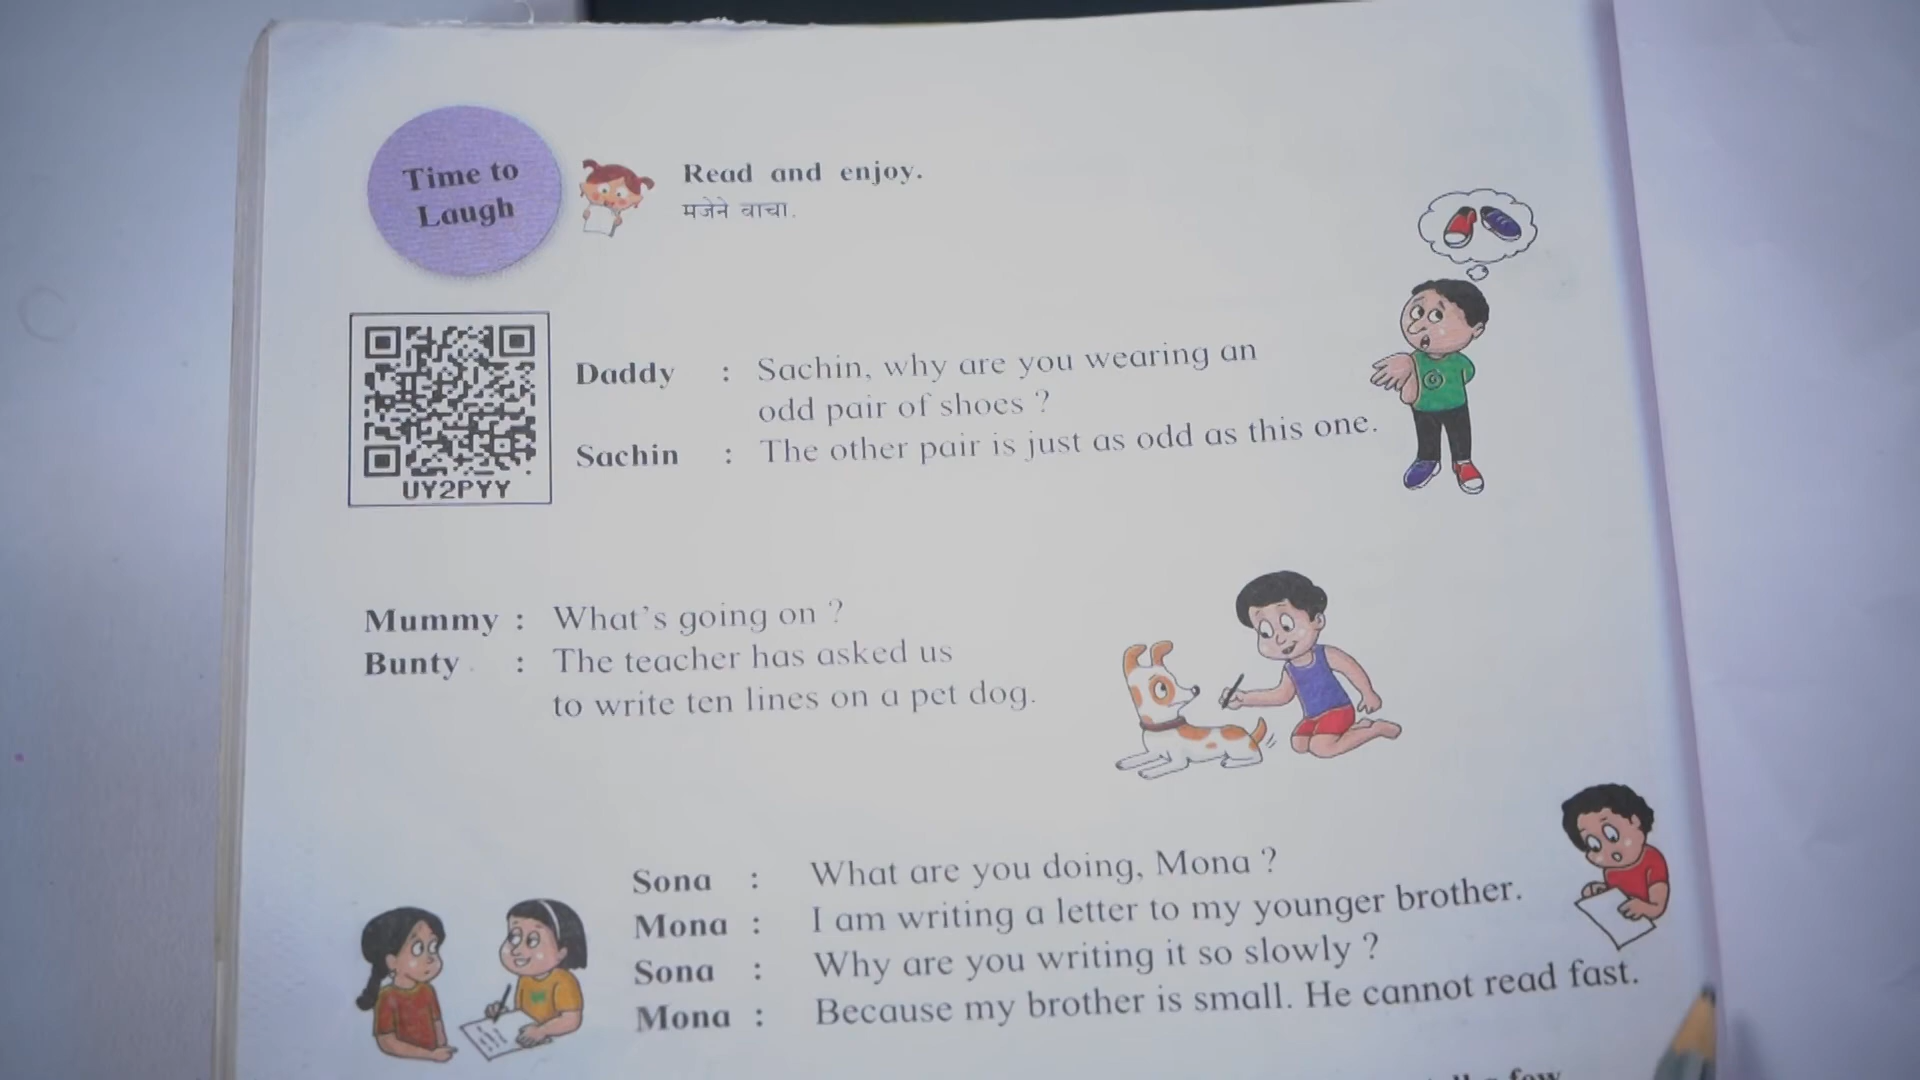 Time to
Laugh
Read and enjoy.
मजेने वाचा.
UY2PYY
Daddy : Sachin, why are you wearing an
odd pair of shoes ?
Sachin : The other pair is just as odd as this one.
Mummy : What's going on ?
Bunty : The teacher has asked us
to write ten lines on a pet dog.
Sona : What are you doing, Mona ?
Mona : I am writing a letter to my younger brother.
Sona : Why are you writing it so slowly ?
Mona : Because my brother is small. He cannot read fast.
few